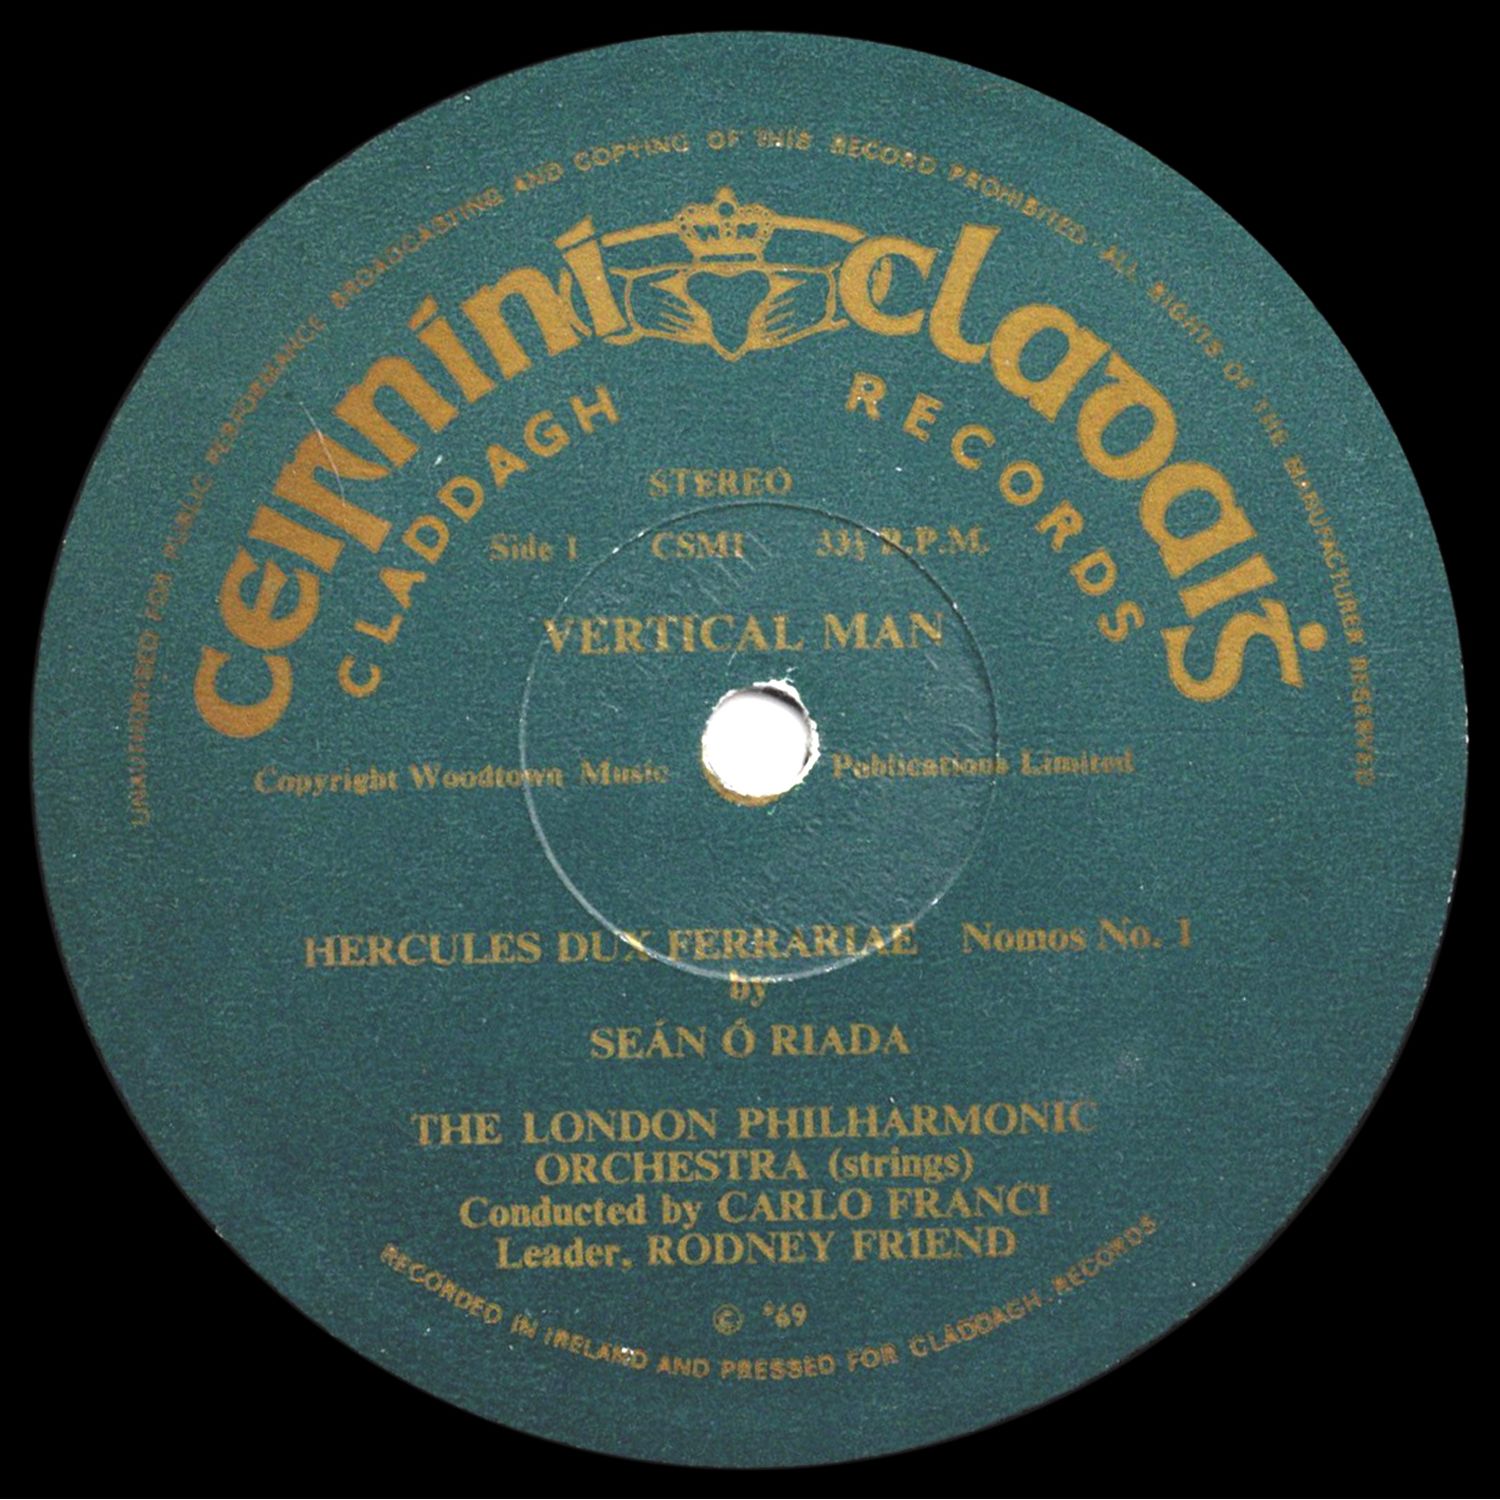 UNAUTHORISED FOR PUBLIC PERFORMANCE BROADCASTING AND COPYING OF THIS RECORD PROHIBITED · ALL RIGHTS OF THE MANUFACTURER RESERVED
ceirníní claddaiġ
CLADDAGH RECORDS
STEREO
Side 1 CSM1 33⅓ R.P.M.
VERTICAL MAN
Copyright Woodtown Music Publications Limited
HERCULES DUX FERRARIAE Nomos No. 1
by
SEÁN Ó RIADA
THE LONDON PHILHARMONIC
ORCHESTRA (strings)
Conducted by CARLO FRANCI
Leader, RODNEY FRIEND
© '69
RECORDED IN IRELAND AND PRESSED FOR CLADDAGH RECORDS